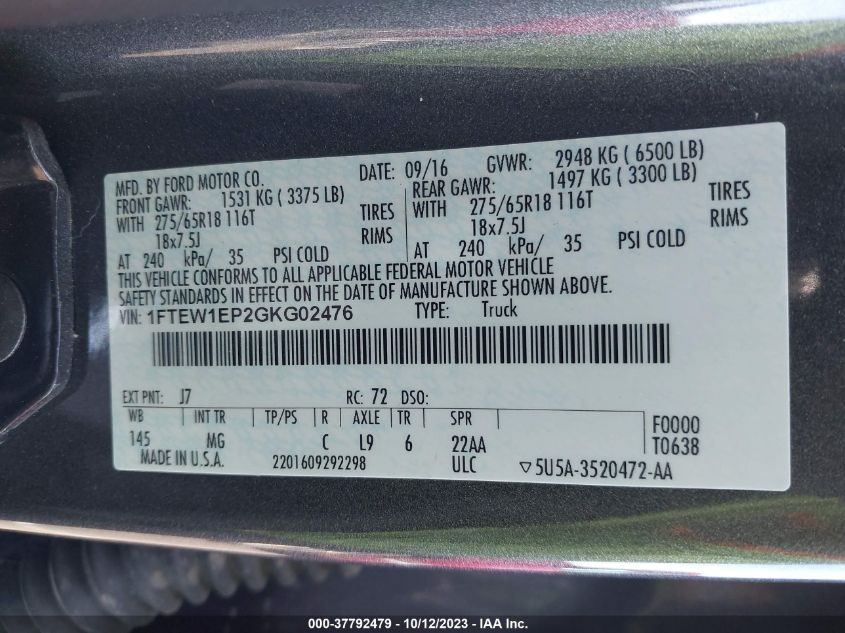 MFD. BY FORD MOTOR CO.
DATE: 09/16 GVWR: 2948 KG ( 6500 LB)
FRONT GAWR: 1531 KG ( 3375 LB)
REAR GAWR: 1497 KG ( 3300 LB)
WITH 275/65R18 116T TIRES
WITH 275/65R18 116T TIRES
18x7.5J RIMS
18x7.5J RIMS
AT 240 kPa/ 35 PSI COLD
AT 240 kPa/ 35 PSI COLD
THIS VEHICLE CONFORMS TO ALL APPLICABLE FEDERAL MOTOR VEHICLE
SAFETY STANDARDS IN EFFECT ON THE DATE OF MANUFACTURE SHOWN ABOVE.
VIN: 1FTEW1EP2GKG02476 TYPE: Truck
EXT PNT: J7 RC: 72 DSO:
WB INT TR TP/PS R AXLE TR SPR F0000
145 MG C L9 6 22AA T0638
MADE IN U.S.A. 2201609292298 ULC ▽5U5A-3520472-AA
000-37792479 - 10/12/2023 - IAA Inc.